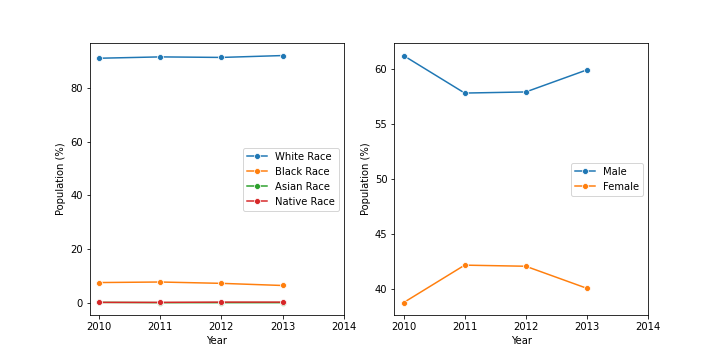 80
60
40
20
0
Population (%)
2010 2011 2012 2013 2014
Year
White Race
Black Race
Asian Race
Native Race
60
55
50
45
40
Population (%)
2010 2011 2012 2013 2014
Year
Male
Female